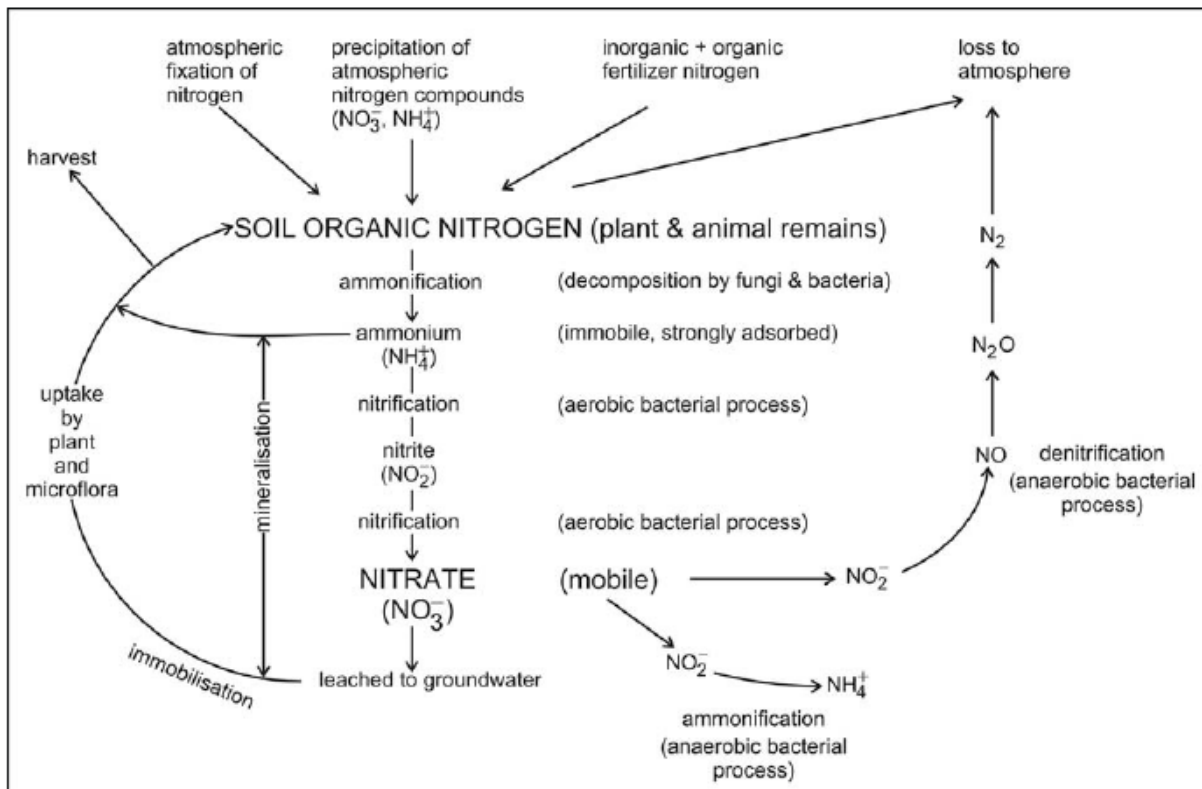 atmospheric
fixation of
nitrogen
precipitation of
atmospheric
nitrogen compounds
(NO₃⁻, NH₄⁺)
inorganic + organic
fertilizer nitrogen
loss to
atmosphere
harvest
SOIL ORGANIC NITROGEN (plant & animal remains)
N₂
ammonification
(decomposition by fungi & bacteria)
ammonium
(NH₄⁺)
(immobile, strongly adsorbed)
N₂O
uptake
by
plant
and
microflora
mineralisation
nitrification
(aerobic bacterial process)
nitrite
(NO₂⁻)
NO
denitrification
(anaerobic bacterial
process)
nitrification
(aerobic bacterial process)
NITRATE
(NO₃⁻)
(mobile)
NO₂⁻
immobilisation
leached to groundwater
NO₂⁻
NH₄⁺
ammonification
(anaerobic bacterial
process)